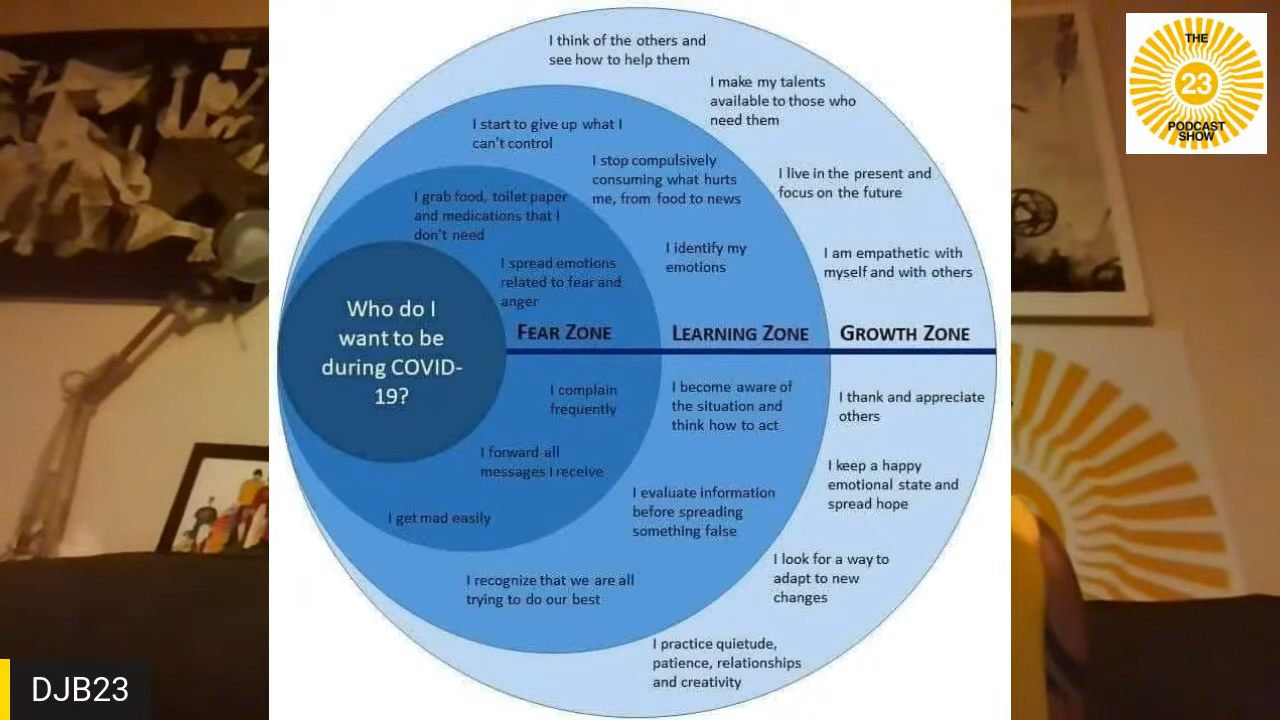 I think of the others and
see how to help them
I make my talents
available to those who
need them
I start to give up what I
can't control
I stop compulsively
consuming what hurts
me, from food to news
I live in the present and
focus on the future
I grab food, toilet paper
and medications that I
don't need
I identify my
emotions
I am empathetic with
myself and with others
I spread emotions
related to fear and
anger
Who do I
want to be
during COVID-
19?
FEAR ZONE
LEARNING ZONE
GROWTH ZONE
I complain
frequently
I become aware of
the situation and
think how to act
I thank and appreciate
others
I forward all
messages I receive
I keep a happy
emotional state and
spread hope
I get mad easily
I evaluate information
before spreading
something false
I recognize that we are all
trying to do our best
I look for a way to
adapt to new
changes
I practice quietude,
patience, relationships
and creativity
THE
23
PODCAST
SHOW
DJB23